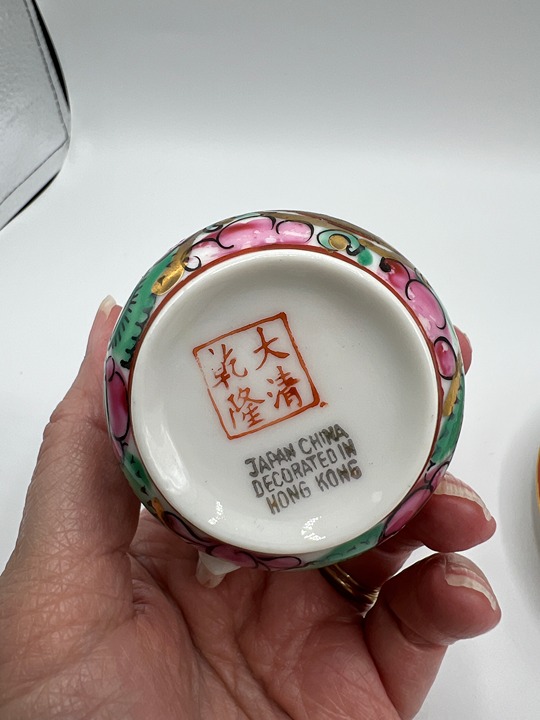 大清
乾隆
JAPAN CHINA
DECORATED IN
HONG KONG